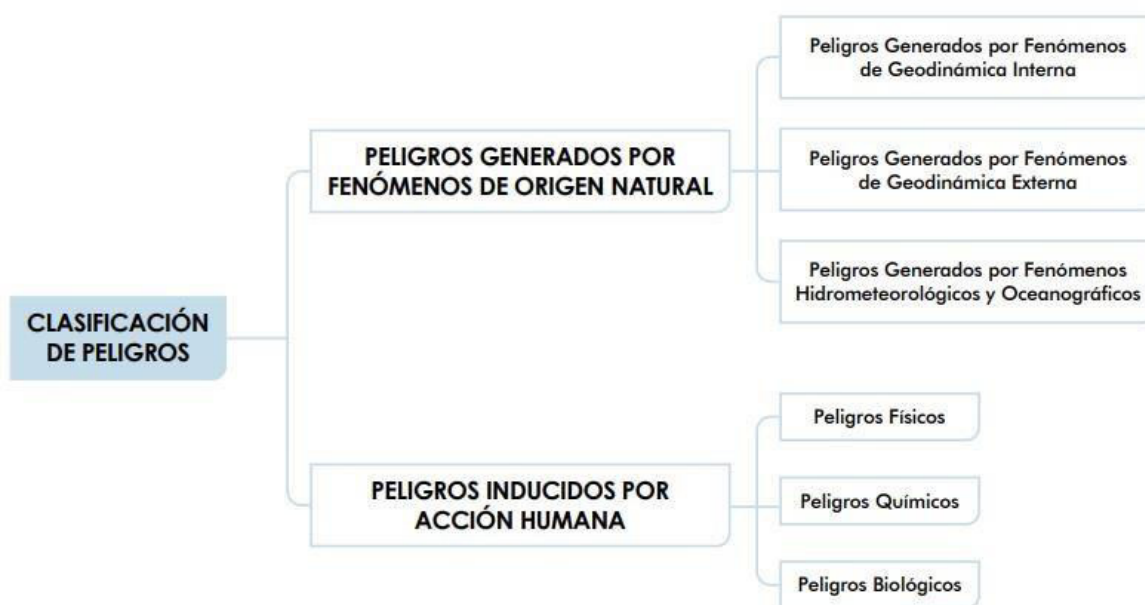 CLASIFICACIÓN
DE PELIGROS
PELIGROS GENERADOS POR
FENÓMENOS DE ORIGEN NATURAL
Peligros Generados por Fenómenos
de Geodinámica Interna
Peligros Generados por Fenómenos
de Geodinámica Externa
Peligros Generados por Fenómenos
Hidrometeorológicos y Oceanográficos
PELIGROS INDUCIDOS POR
ACCIÓN HUMANA
Peligros Físicos
Peligros Químicos
Peligros Biológicos